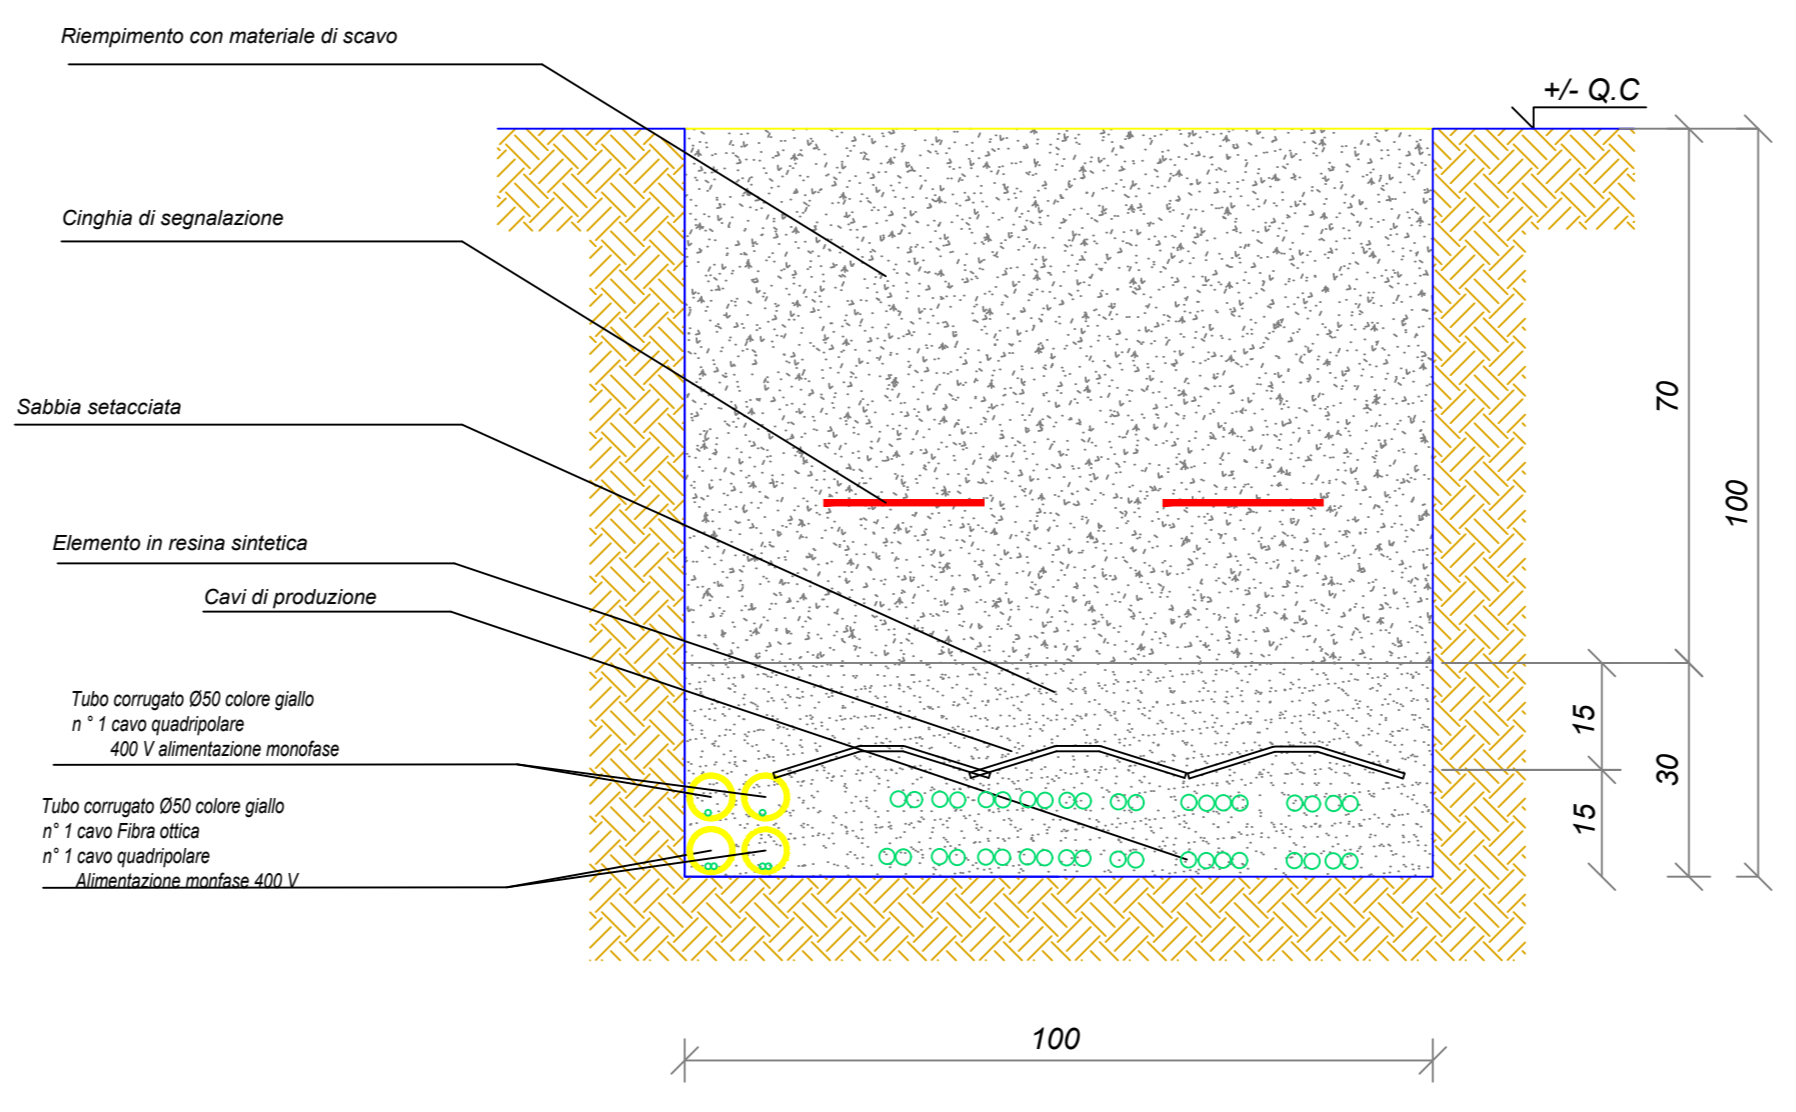 Riempimento con materiale di scavo
+/- Q.C
Cinghia di segnalazione
Sabbia setacciata
Elemento in resina sintetica
Cavi di produzione
Tubo corrugato Ø50 colore giallo
n ° 1 cavo quadripolare
400 V alimentazione monofase
Tubo corrugato Ø50 colore giallo
n° 1 cavo Fibra ottica
n° 1 cavo quadripolare
Alimentazione monfase 400 V
70
100
15
30
15
100